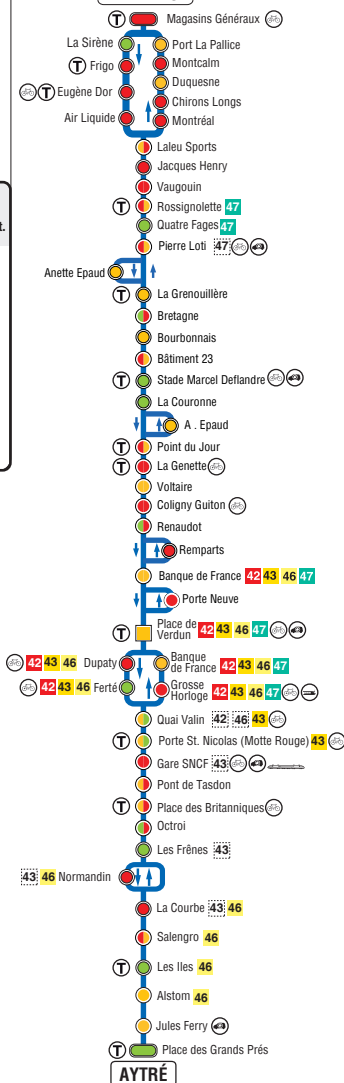 T Magasins Généraux
La Sirène Port La Pallice
T Frigo Montcalm
Duquesne
T Eugène Dor
Chirons Longs
Air Liquide Montréal
Laleu Sports
Jacques Henry
Vaugouin
T Rossignolette 47
Quatre Fages 47
t.
Pierre Loti 47
Anette Epaud
T La Grenouillère
Bretagne
Bourbonnais
Bâtiment 23
T Stade Marcel Deflandre
La Couronne
A . Epaud
T Point du Jour
T La Genette
Voltaire
Coligny Guiton
Renaudot
Remparts
Banque de France 42 43 46 47
Porte Neuve
T Place de
Verdun 42 43 46 47
42 43 46 Dupaty
Banque
de France 42 43 46 47
42 43 46 Ferté
Grosse
Horloge 42 43 46 47
Quai Valin 42 46 43
T Porte St. Nicolas (Motte Rouge) 43
Gare SNCF 43
Pont de Tasdon
T Place des Britanniques
Octroi
Les Frênes 43
43 46 Normandin
La Courbe 43 46
Salengro 46
T Les Iles 46
Alstom 46
Jules Ferry
T Place des Grands Prés
AYTRÉ